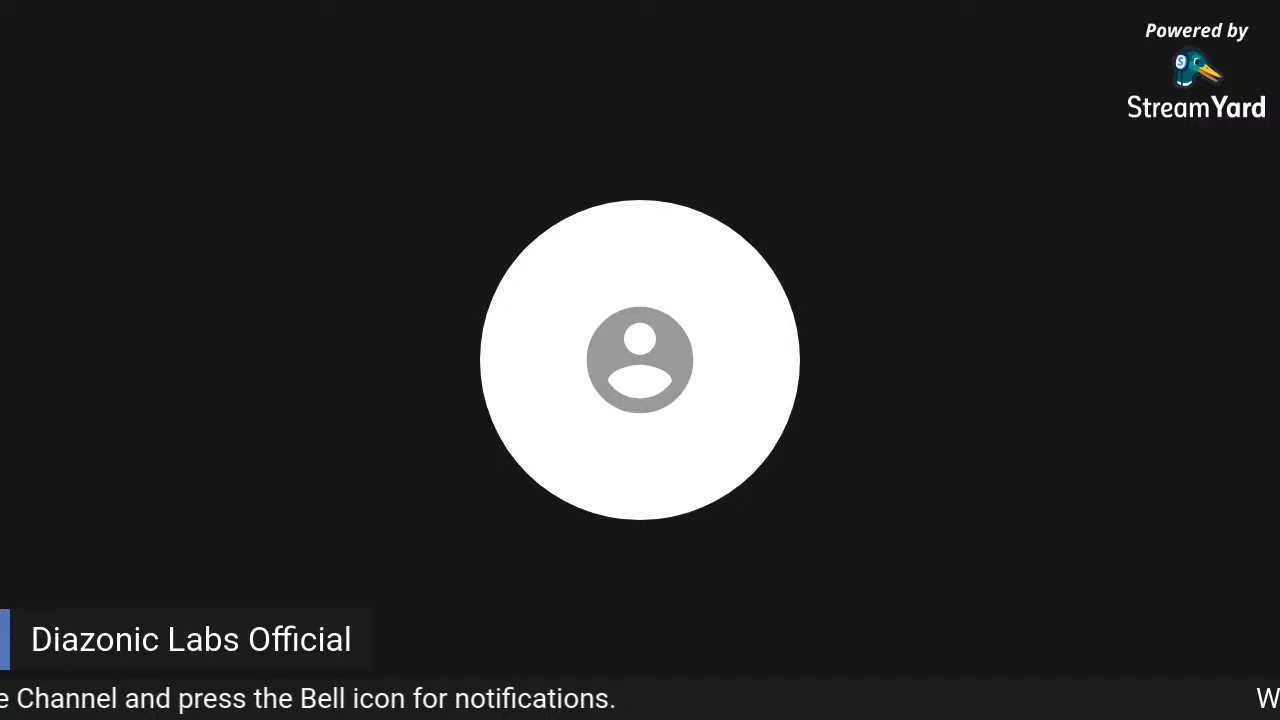 Powered by
StreamYard
Diazonic Labs Official
e Channel and press the Bell icon for notifications. W